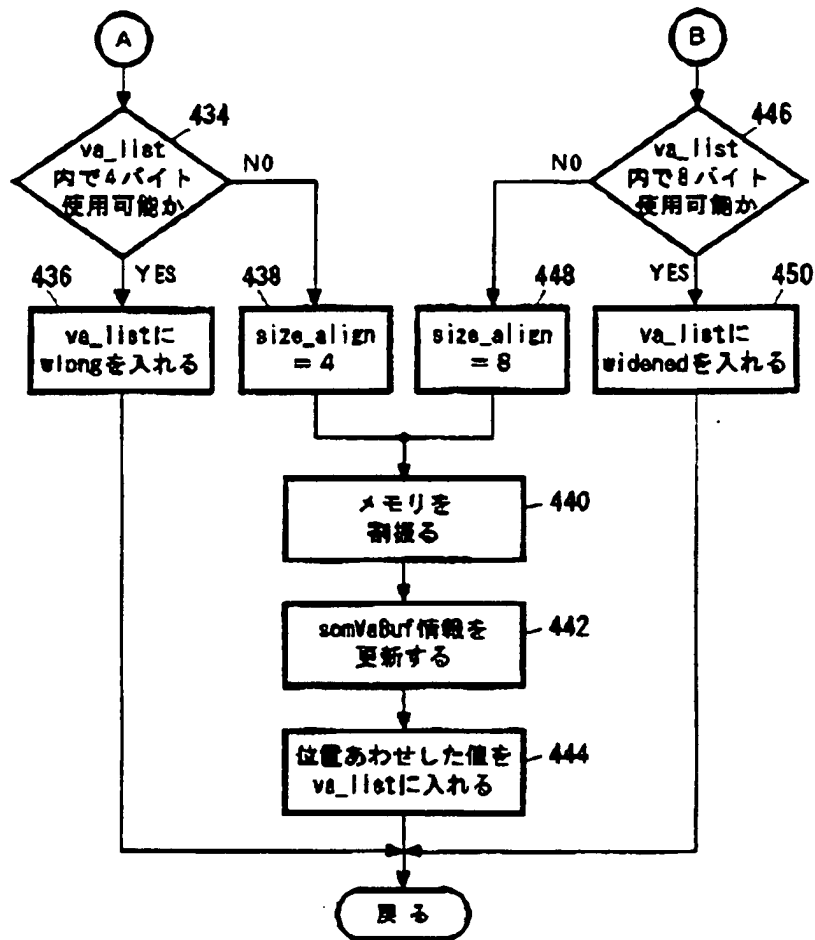 A
B
434
446
va_list
内で4バイト
使用可能か
NO
NO
va_list
内で8バイト
使用可能か
436
YES
438
448
YES
450
va_listに
wlongを入れる
size_align
=4
size_align
=8
va_listに
widenedを入れる
メモリを
割振る
440
somVaBuf情報を
更新する
442
位置あわせした値を
va_listに入れる
444
戻る